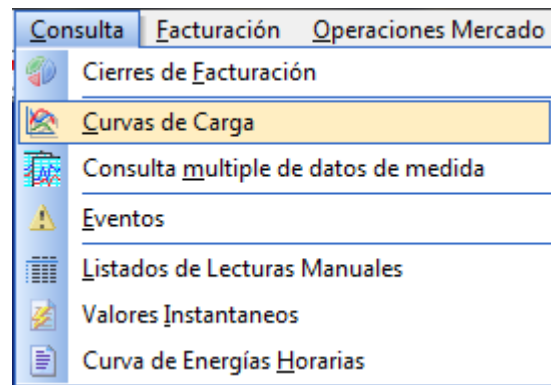 Consulta Facturación Operaciones Mercado
Cierres de Facturación
Curvas de Carga
Consulta multiple de datos de medida
Eventos
Listados de Lecturas Manuales
Valores Instantaneos
Curva de Energías Horarias